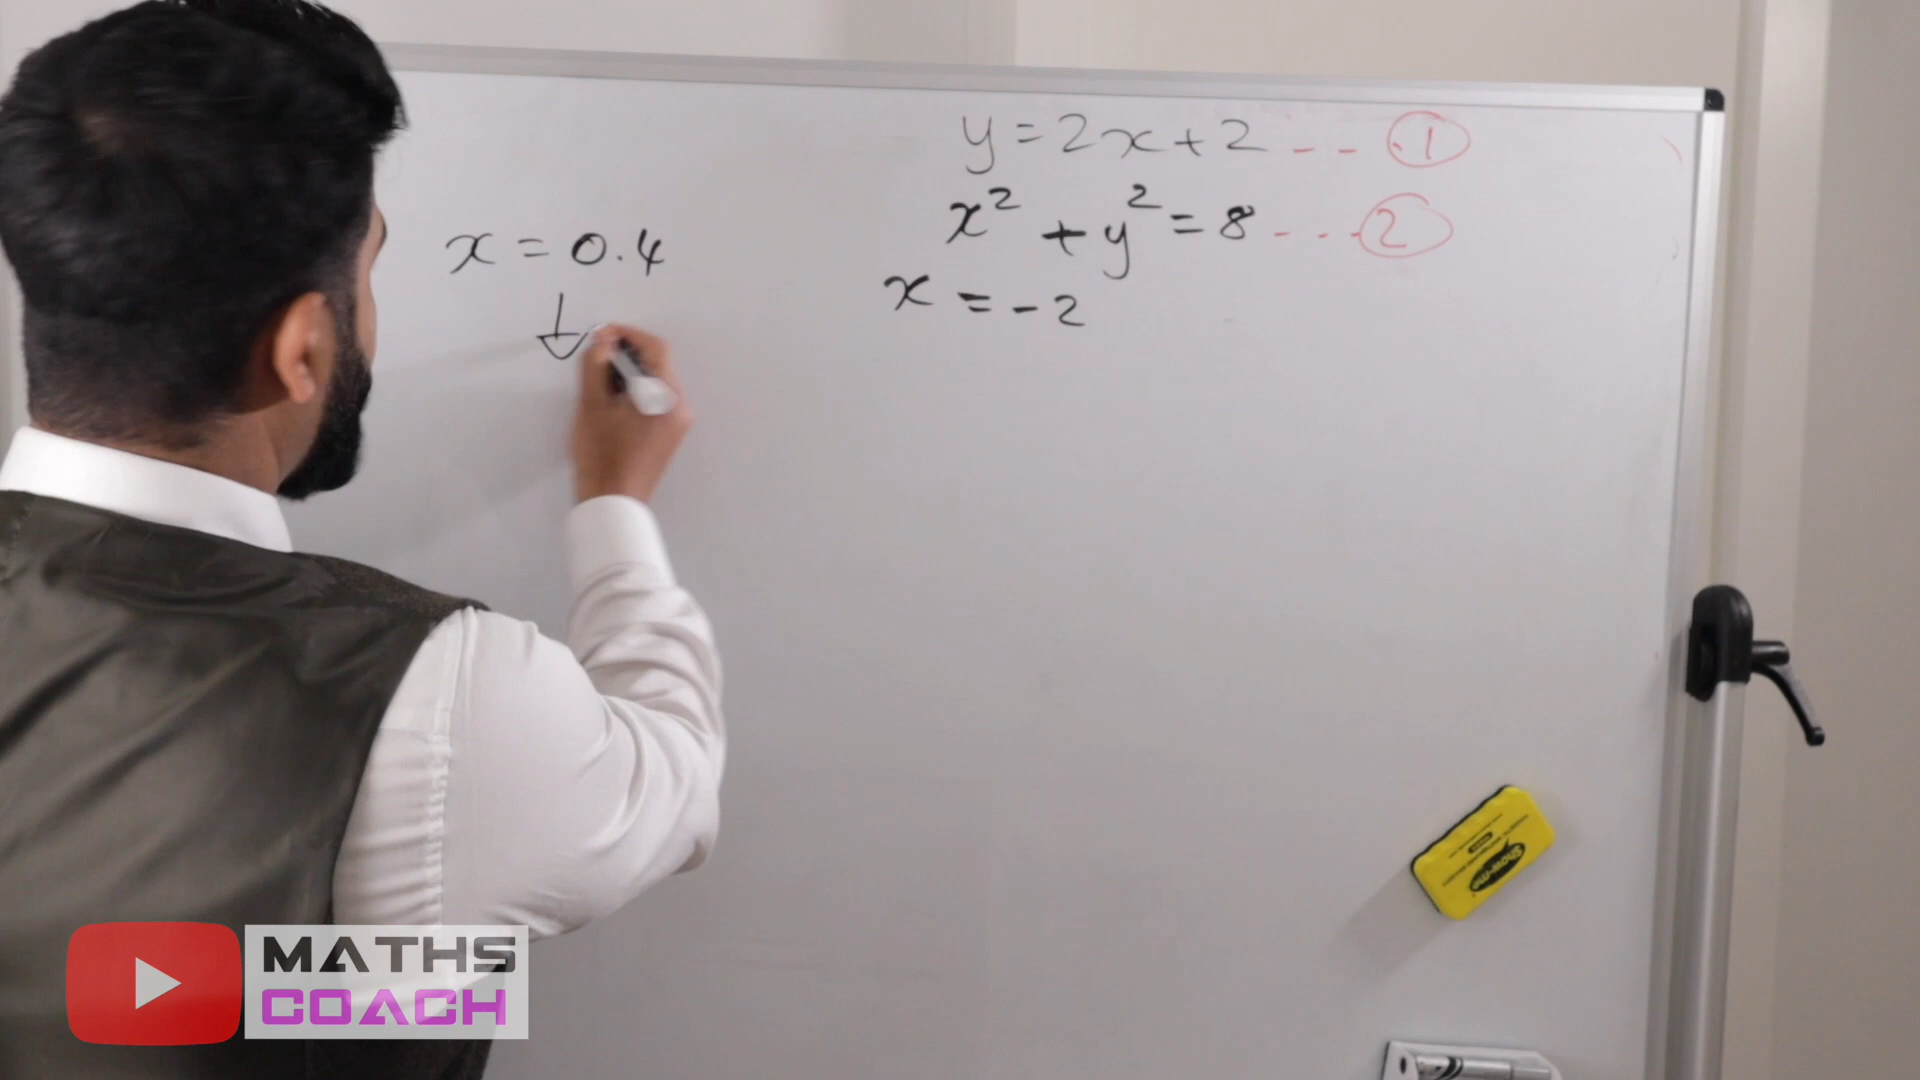 y = 2x + 2 - - . 1
x² + y² = 8 - - - 2
x = 0.4
x = -2
MATHS
COACH